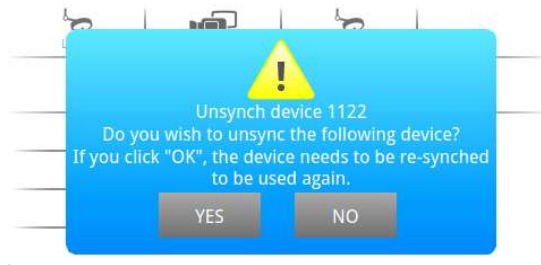 Unsynch device 1122
Do you wish to unsync the following device?
If you click "OK", the device needs to be re-synched
to be used again.
YES
NO